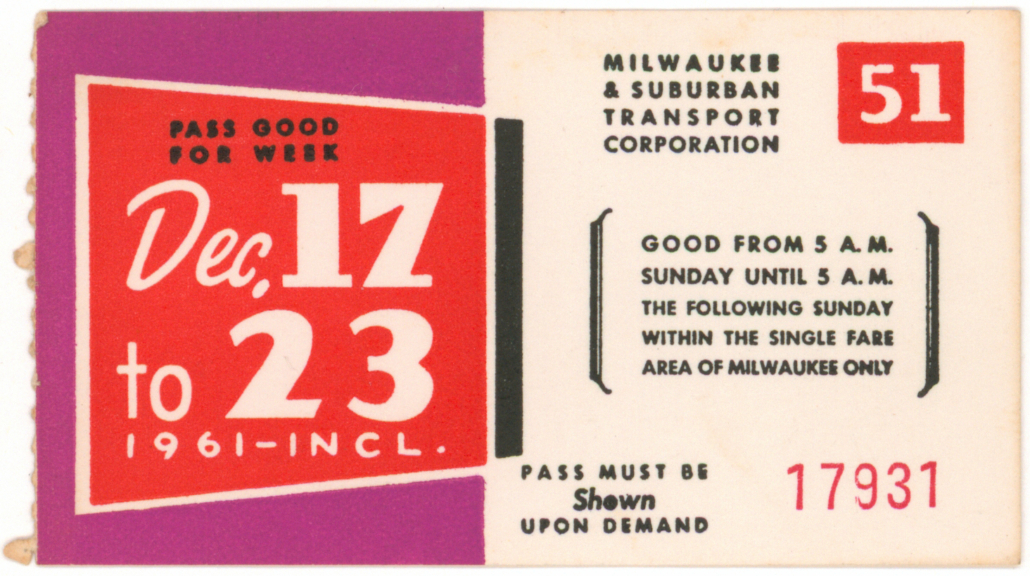 PASS GOOD
FOR WEEK
Dec. 17
to 23
1961-INCL.
MILWAUKEE
& SUBURBAN
TRANSPORT
CORPORATION
51
GOOD FROM 5 A.M.
SUNDAY UNTIL 5 A.M.
THE FOLLOWING SUNDAY
WITHIN THE SINGLE FARE
AREA OF MILWAUKEE ONLY
PASS MUST BE
Shown
UPON DEMAND
17931